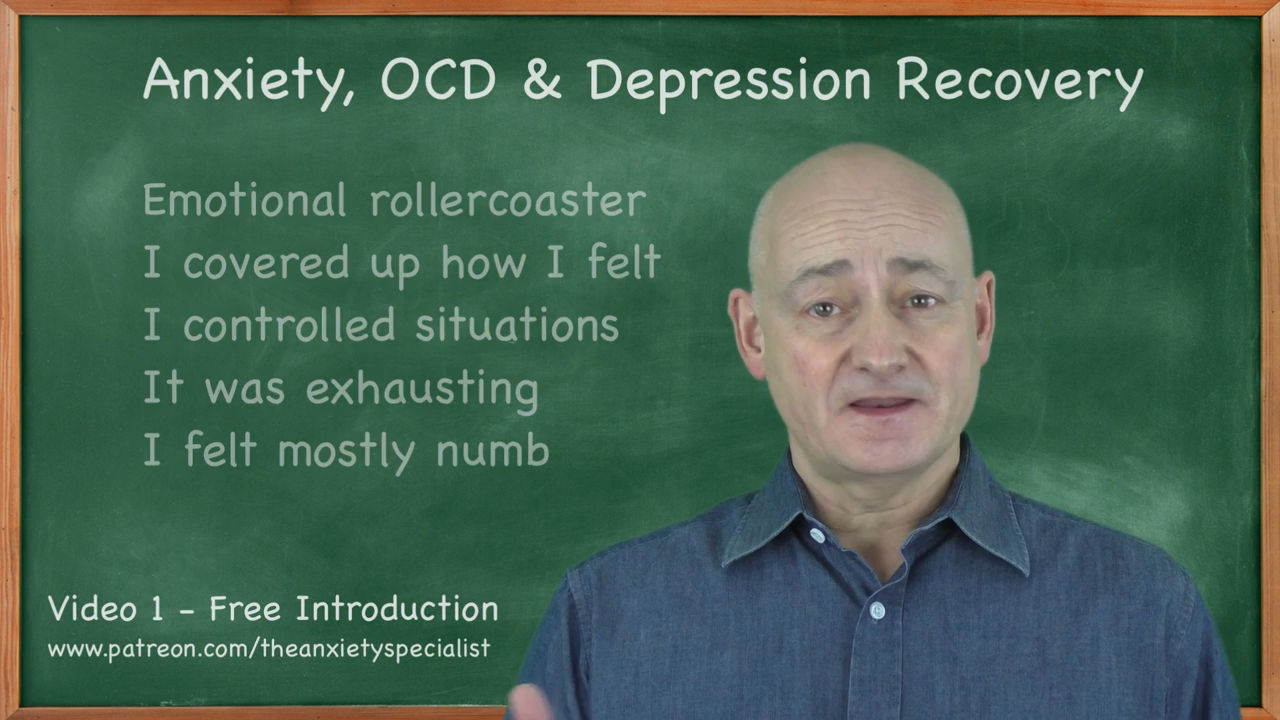 Anxiety, OCD & Depression Recovery
Emotional rollercoaster
I covered up how I felt
I controlled situations
It was exhausting
I felt mostly numb
Video 1 - Free Introduction
www.patreon.com/theanxietyspecialist